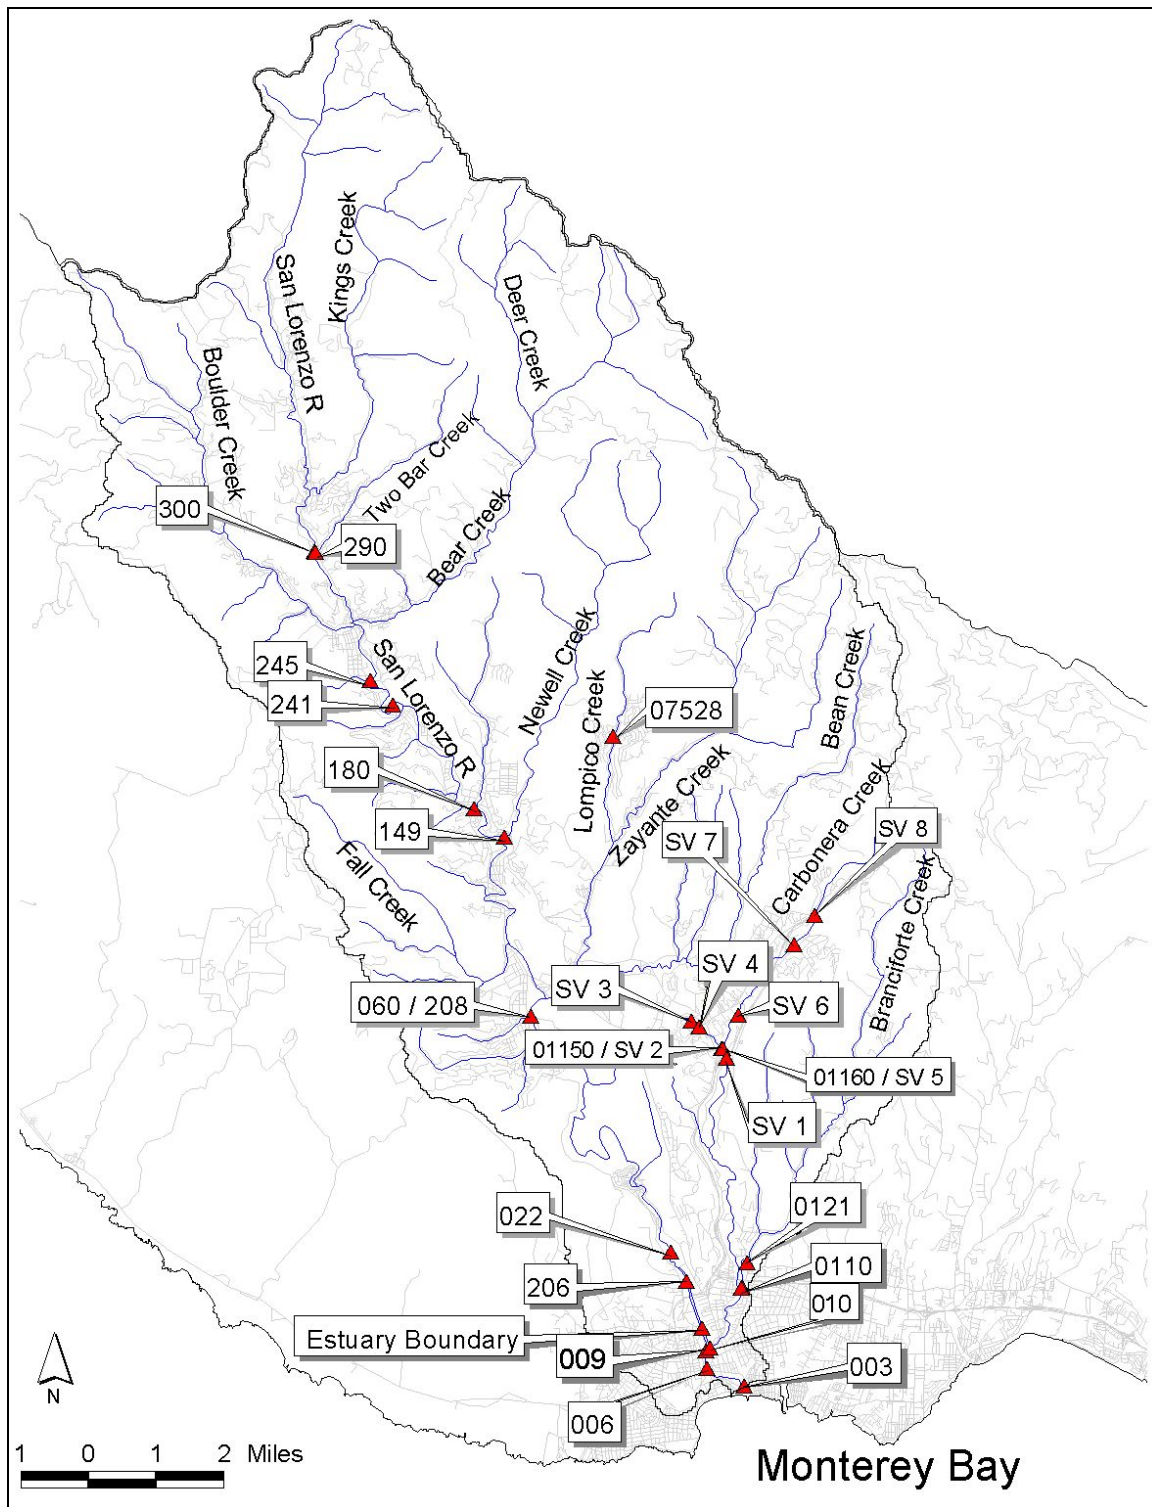 Kings Creek
San Lorenzo R
Deer Creek
Boulder Creek
Two Bar Creek
300
290
Bear Creek
245
241
San Lorenzo R
Newell Creek
Bean Creek
07528
Lompico Creek
Zayante Creek
180
149
Carbonera Creek
SV 7
SV 8
Fall Creek
Branciforte Creek
SV 4
SV 3
060 / 208
SV 6
01150 / SV 2
01160 / SV 5
SV 1
022
0121
206
0110
010
Estuary Boundary
009
003
006
N
1 0 1 2 Miles
Monterey Bay